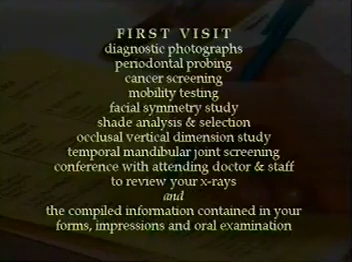 FIRST VISIT
diagnostic photographs
periodontal probing
cancer screening
mobility testing
facial symmetry study
shade analysis & selection
occlusal vertical dimension study
temporal mandibular joint screening
conference with attending doctor & staff
to review your x-rays
and
the compiled information contained in your
forms, impressions and oral examination